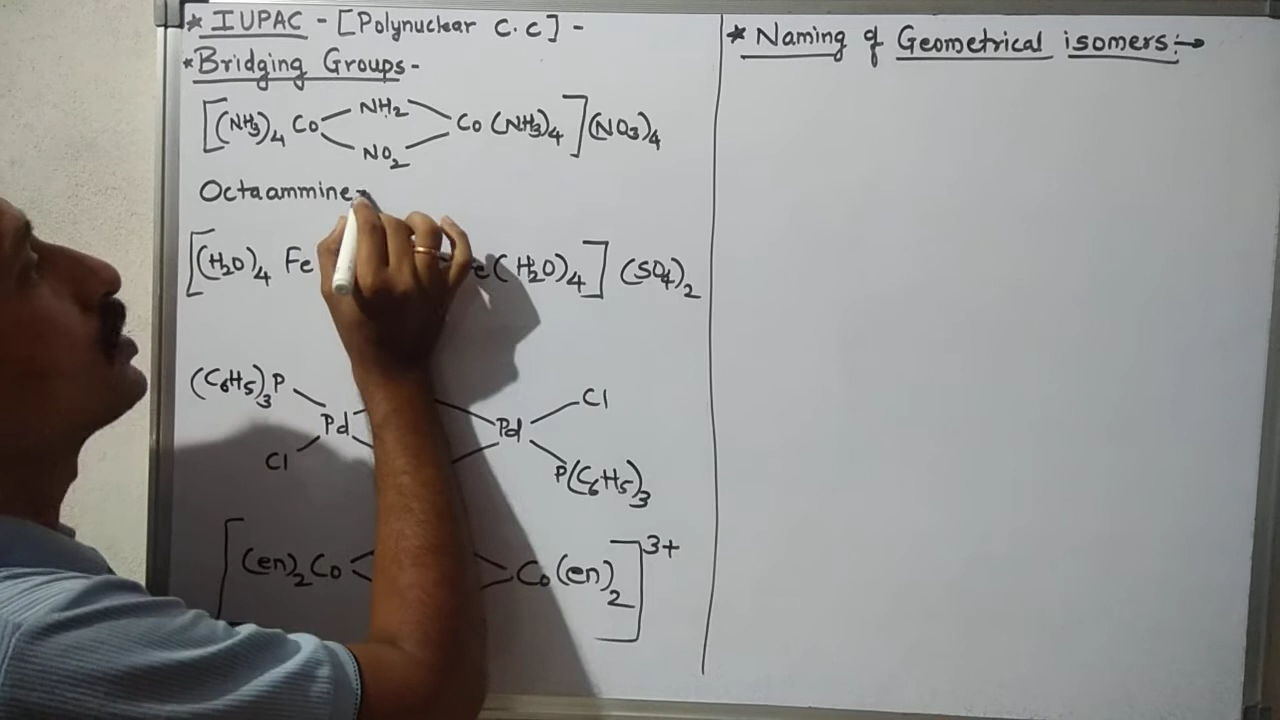 * IUPAC - [Polynuclear C.C] -
* Bridging Groups -
[(NH3)4 Co NH2 Co (NH3)4] (NO3)4
NO2
Octaammine-
[(H2O)4 Fe (H2O)4] (SO4)2
(C6H5)3P Cl
Pd Pd
Cl P(C6H5)3
[(en)2Co Co(en)2]3+
* Naming of Geometrical isomers:→